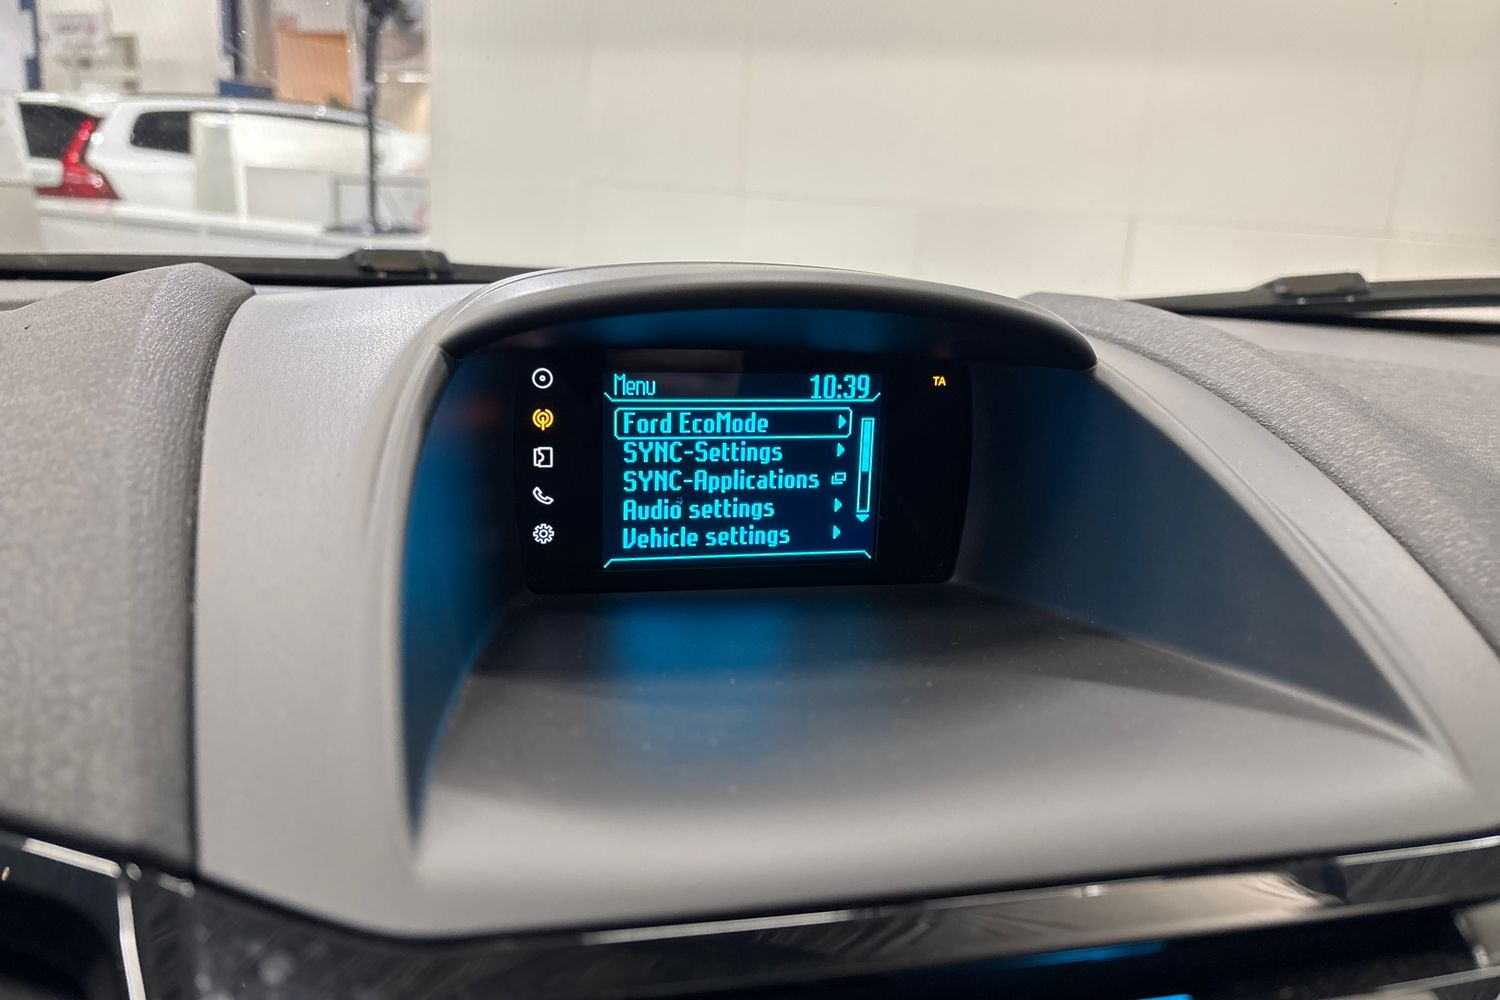 Menu 10:39 TA
Ford EcoMode
SYNC-Settings
SYNC-Applications
Audio settings
Vehicle settings